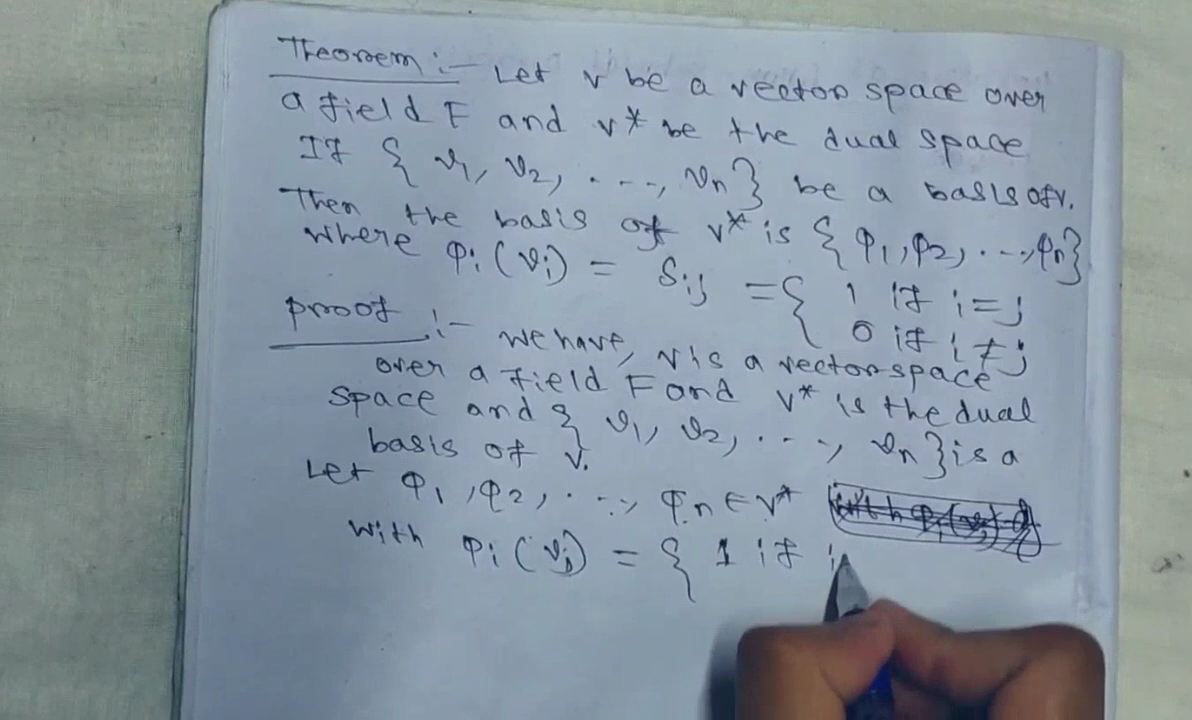 Theorem :- Let V be a vector space over
a field F and V* be the dual space
If { v1, v2, ..., vn} be a basis of V.
Then the basis of V* is { φ1, φ2, ..., φn}
where φi (vi) = δij = { 1 if i = j
0 if i ≠ j
proof :- we have, V is a vector space
over a field F and V* is the dual
space and { v1, v2, ..., vn } is a
basis of V.
Let φ1, φ2, ..., φn ∈ V*
with φi (vj) = { 1 if i